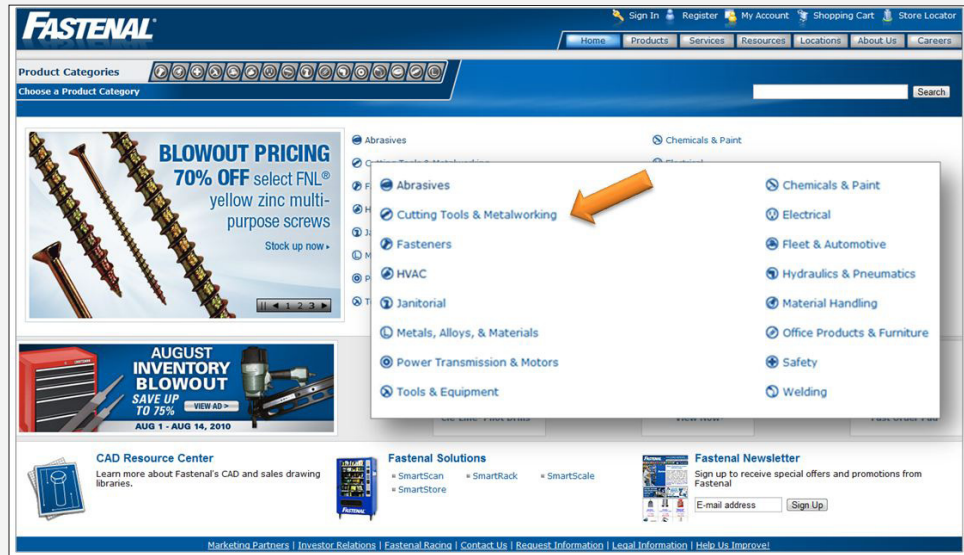 FASTENAL®
Sign In Register My Account Shopping Cart Store Locator
Home Products Services Resources Locations About Us Careers
Product Categories
Choose a Product Category
Search
BLOWOUT PRICING
70% OFF select FNL®
yellow zinc multi-
purpose screws
Stock up now
1 2 3
Abrasives
Chemicals & Paint
Abrasives
Cutting Tools & Metalworking
Fasteners
HVAC
Janitorial
Metals, Alloys, & Materials
Power Transmission & Motors
Tools & Equipment
Chemicals & Paint
Electrical
Fleet & Automotive
Hydraulics & Pneumatics
Material Handling
Office Products & Furniture
Safety
Welding
AUGUST
INVENTORY
BLOWOUT
SAVE UP
TO 75%
VIEW AD >
AUG 1 - AUG 14, 2010
CAD Resource Center
Learn more about Fastenal's CAD and sales drawing
libraries.
FASTENAL
Fastenal Solutions
SmartScan SmartRack SmartScale
SmartStore
Fastenal Newsletter
Sign up to receive special offers and promotions from
Fastenal
E-mail address Sign Up
Marketing Partners | Investor Relations | Fastenal Racing | Contact Us | Request Information | Legal Information | Help Us Improve!